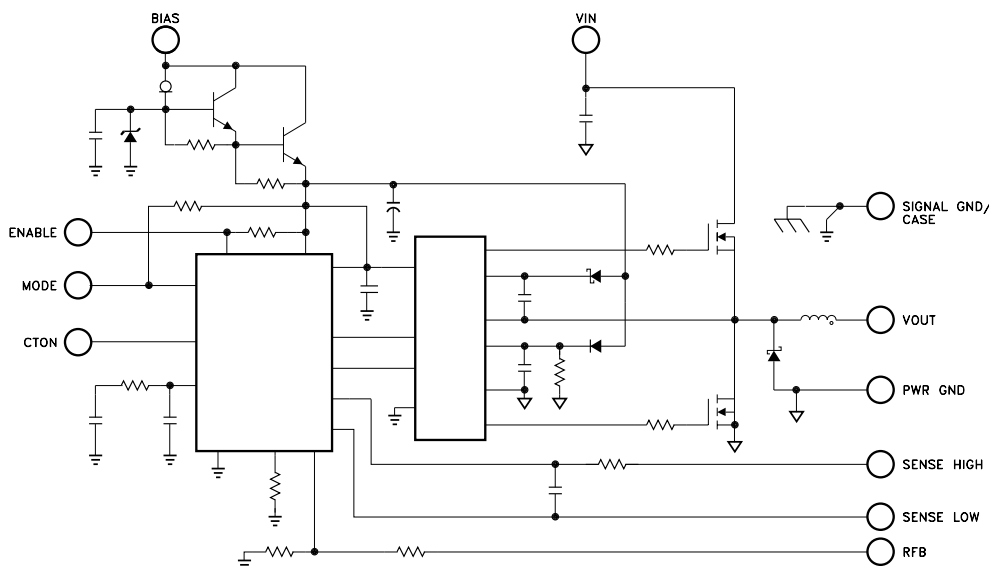 BIAS
VIN
SIGNAL GND/
CASE
ENABLE
MODE
VOUT
CTON
PWR GND
SENSE HIGH
SENSE LOW
RFB